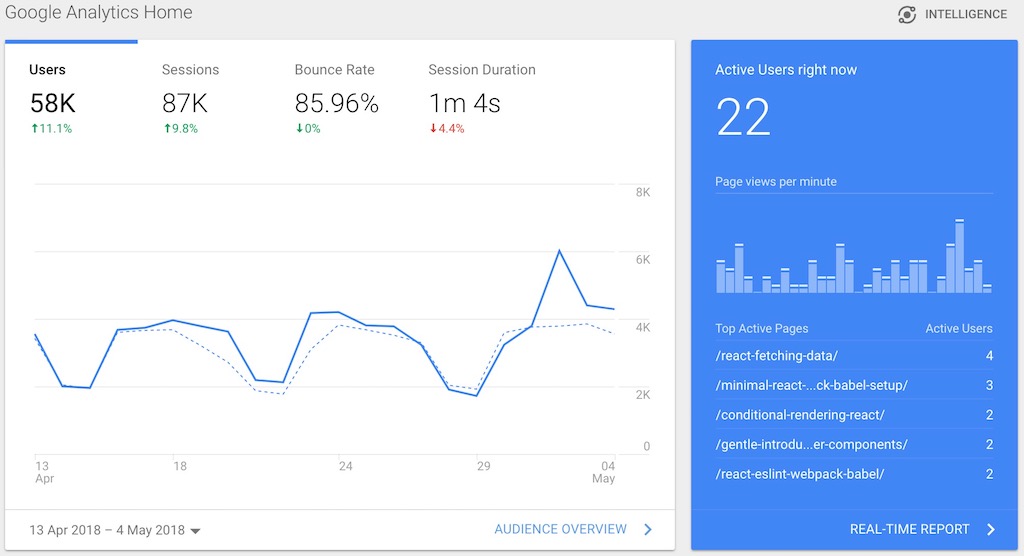 Google Analytics Home
INTELLIGENCE
Users
58K
11.1%
Sessions
87K
9.8%
Bounce Rate
85.96%
0%
Session Duration
1m 4s
4.4%
8K
6K
4K
2K
0
13
Apr
18
24
29
04
May
13 Apr 2018 – 4 May 2018
AUDIENCE OVERVIEW
Active Users right now
22
Page views per minute
Top Active Pages Active Users
/react-fetching-data/ 4
/minimal-react-...ck-babel-setup/ 3
/conditional-rendering-react/ 2
/gentle-introdu...er-components/ 2
/react-eslint-webpack-babel/ 2
REAL-TIME REPORT